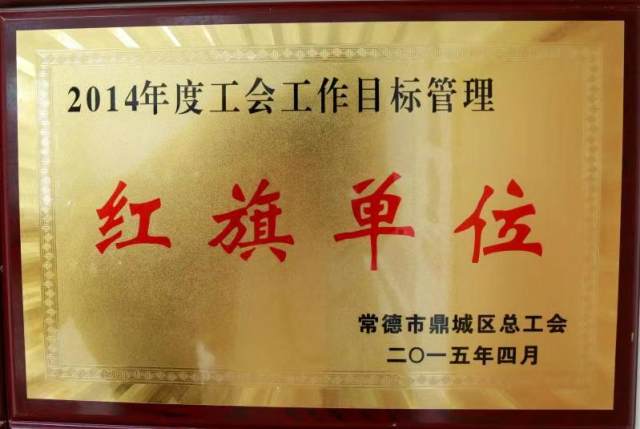 2014年度工会工作目标管理
红旗单位
常德市鼎城区总工会
二〇一五年四月